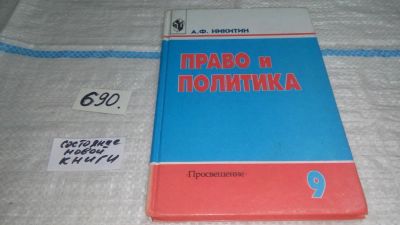 А.Ф. НИКИТИН
ПРАВО и
ПОЛИТИКА
·Просвещение·
9
690.
СОСТОЯНИЕ
НОВОЙ
КНИГИ